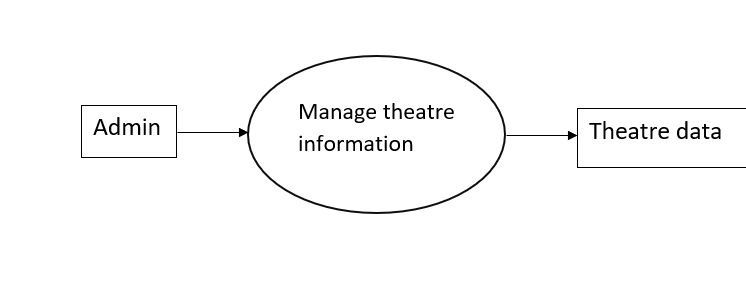 Admin
Manage theatre
information
Theatre data